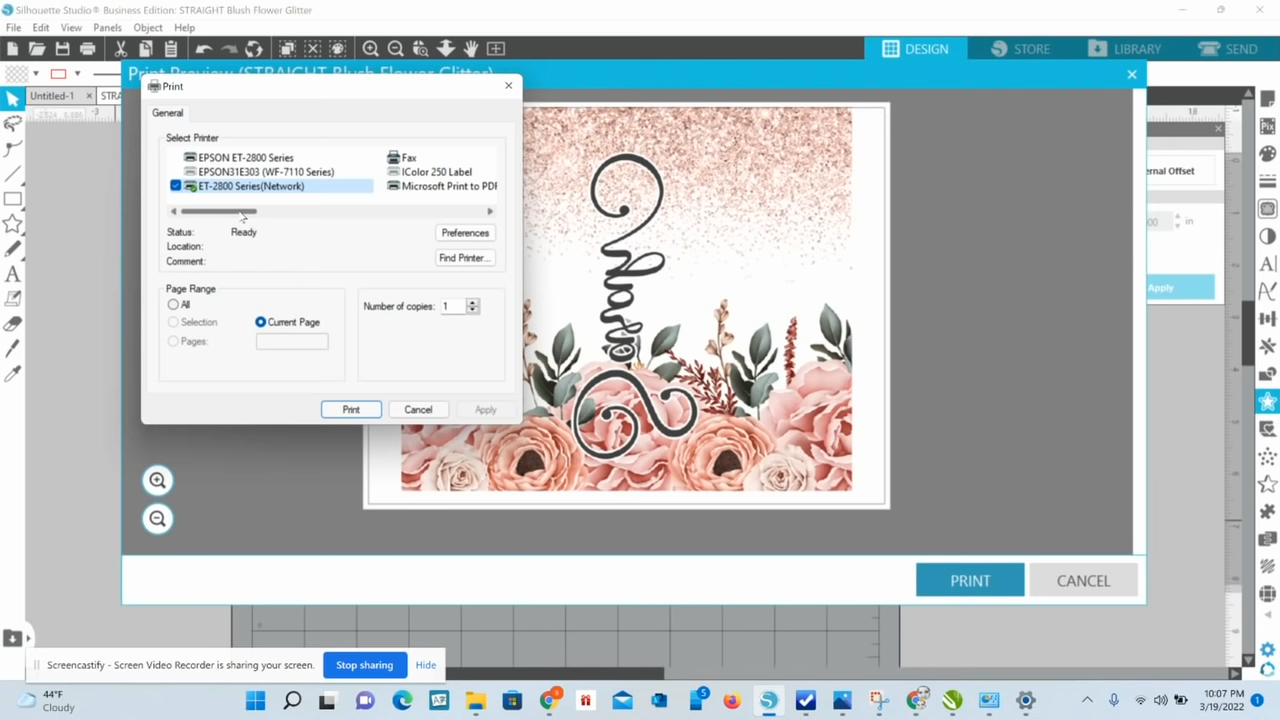 Silhouette Studio® Business Edition: STRAIGHT Blush Flower Glitter
File Edit View Panels Object Help
DESIGN STORE LIBRARY SEND
Print Preview (STRAIGHT Blush Flower Glitter)
Untitled-1
Print
General
Select Printer
EPSON ET-2800 Series
EPSON31E303 (WF-7110 Series)
ET-2800 Series(Network)
Fax
IColor 250 Label
Microsoft Print to PDF
Status: Ready
Location:
Comment:
Preferences
Find Printer...
Page Range
All
Selection
Current Page
Pages:
Number of copies: 1
Print
Cancel
Apply
ernal Offset
in
Apply
PRINT
CANCEL
Screencastify - Screen Video Recorder is sharing your screen.
Stop sharing
Hide
44°F
Cloudy
10:07 PM
3/19/2022